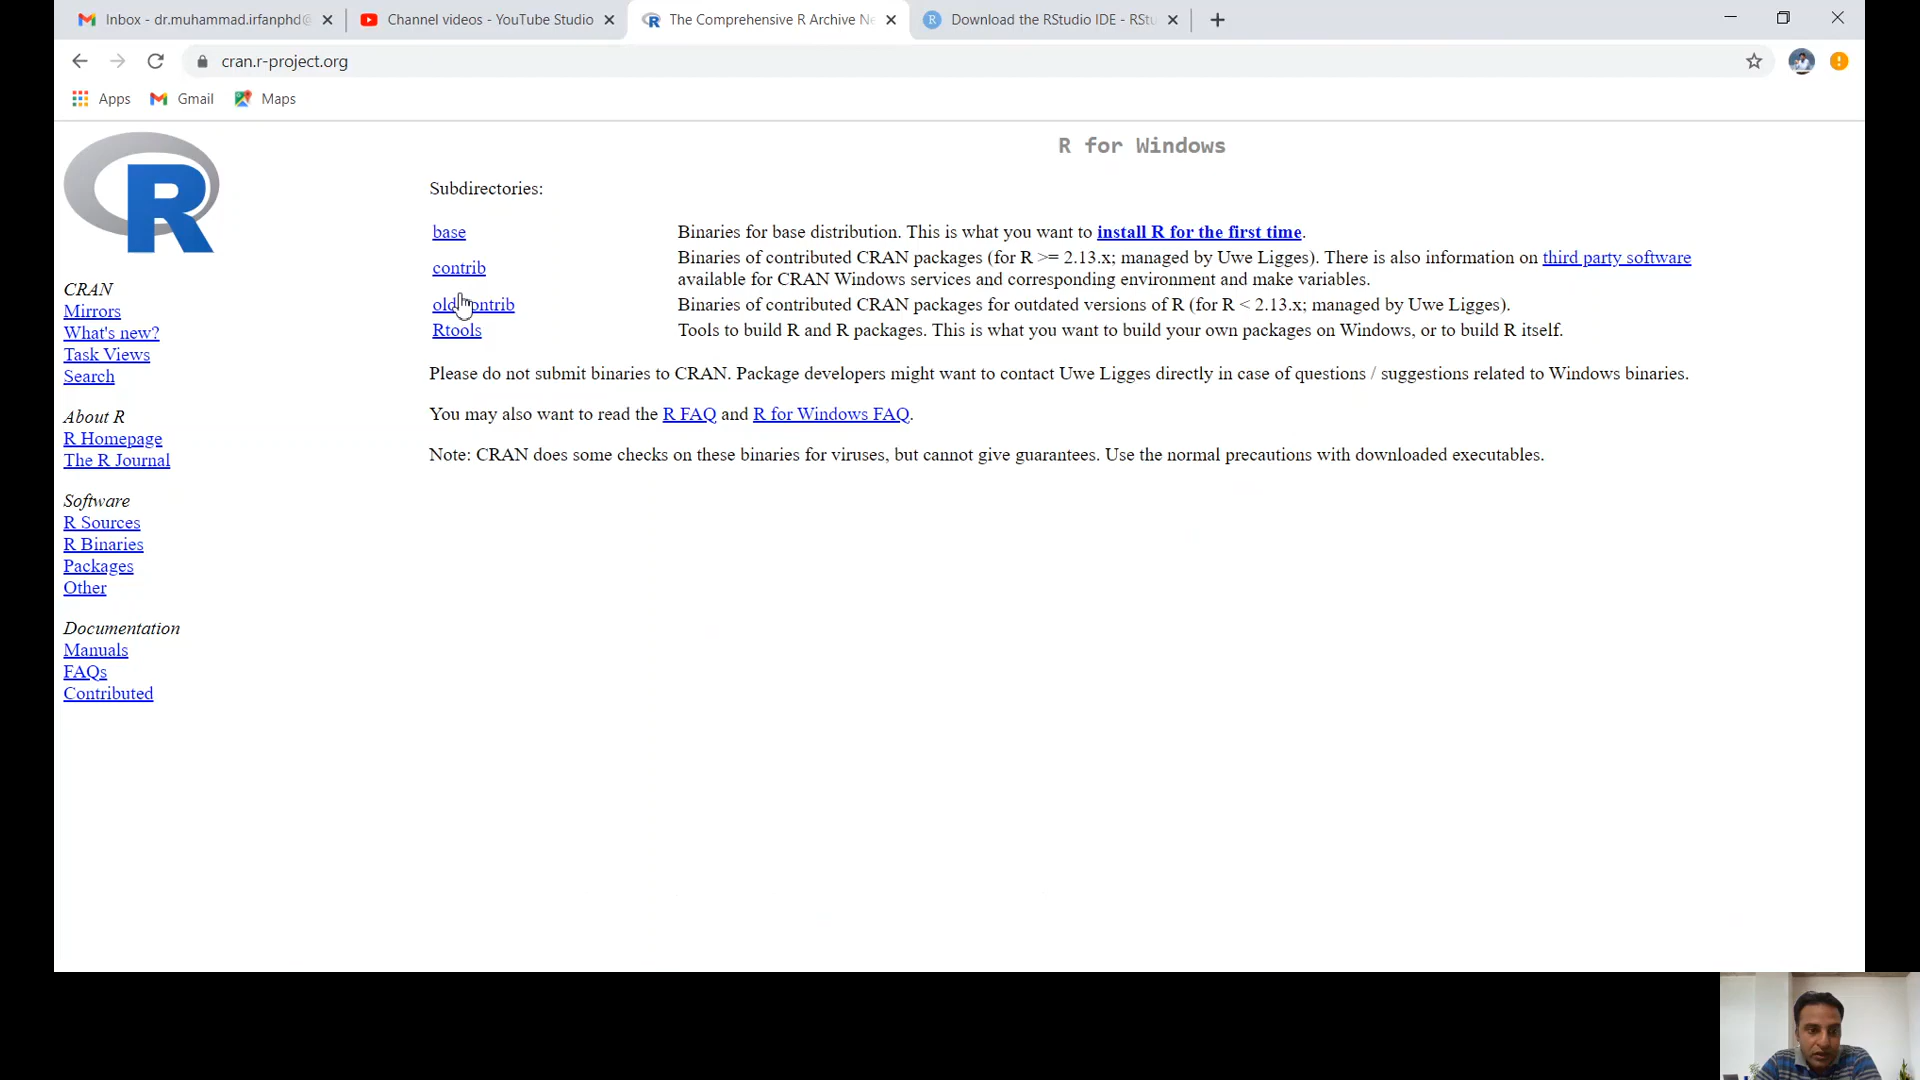 Inbox - dr.muhammad.irfanphd@
Channel videos - YouTube Studio
The Comprehensive R Archive Ne
Download the RStudio IDE - RStu
cran.r-project.org
Apps
Gmail
Maps
R
CRAN
Mirrors
What's new?
Task Views
Search
About R
R Homepage
The R Journal
Software
R Sources
R Binaries
Packages
Other
Documentation
Manuals
FAQs
Contributed
R for Windows
Subdirectories:
base Binaries for base distribution. This is what you want to install R for the first time.
contrib Binaries of contributed CRAN packages (for R >= 2.13.x; managed by Uwe Ligges). There is also information on third party software
available for CRAN Windows services and corresponding environment and make variables.
old contrib Binaries of contributed CRAN packages for outdated versions of R (for R < 2.13.x; managed by Uwe Ligges).
Rtools Tools to build R and R packages. This is what you want to build your own packages on Windows, or to build R itself.
Please do not submit binaries to CRAN. Package developers might want to contact Uwe Ligges directly in case of questions / suggestions related to Windows binaries.
You may also want to read the R FAQ and R for Windows FAQ.
Note: CRAN does some checks on these binaries for viruses, but cannot give guarantees. Use the normal precautions with downloaded executables.